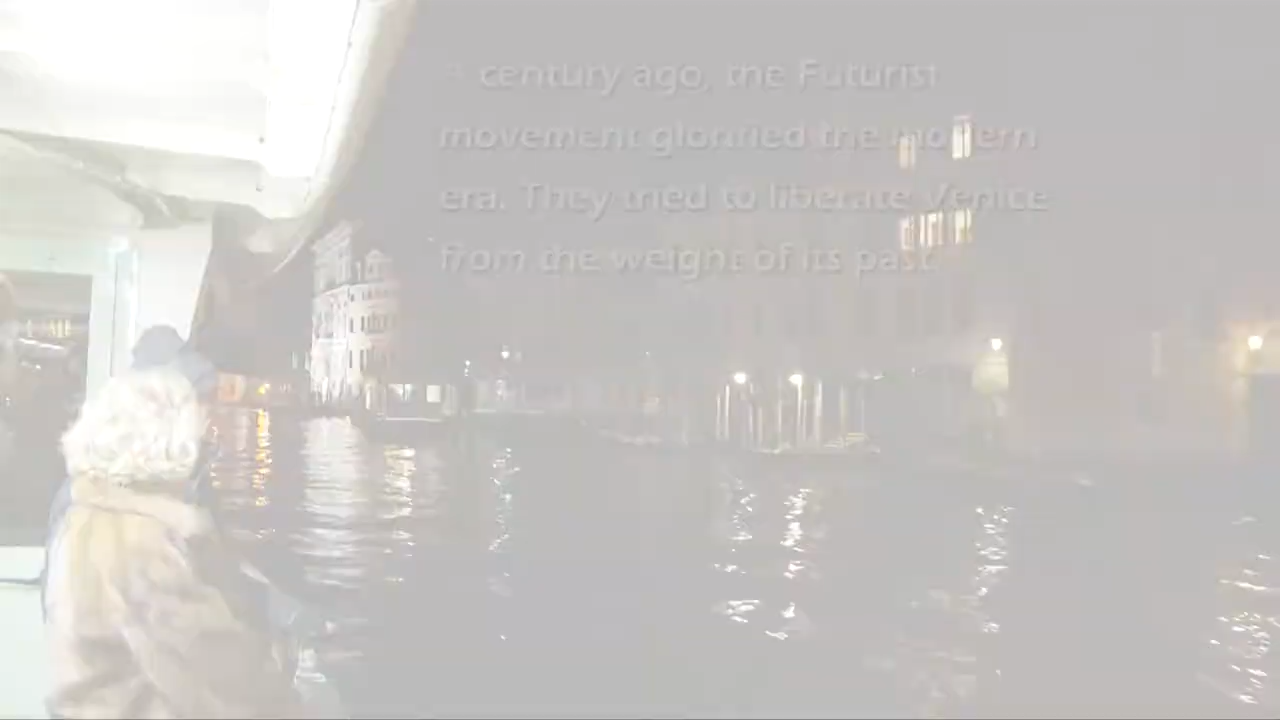 A century ago, the Futurist
movement glorified the modern
era. They tried to liberate Venice
from the weight of its past.